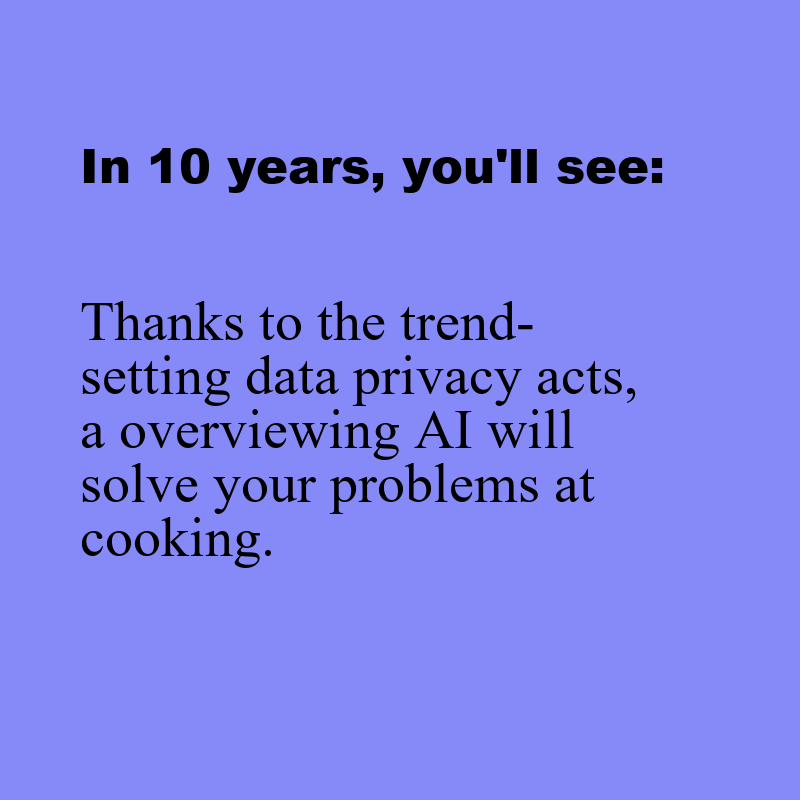 In 10 years, you'll see:
Thanks to the trend-
setting data privacy acts,
a overviewing AI will
solve your problems at
cooking.